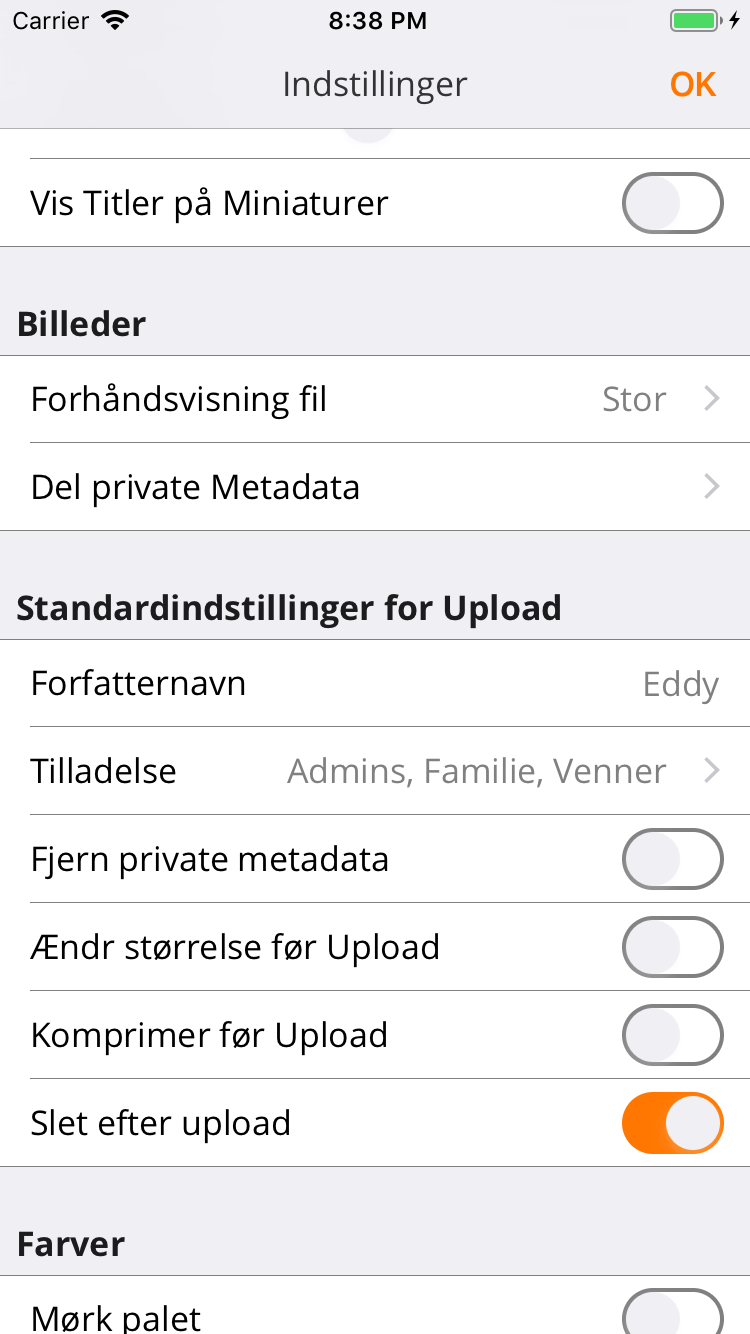 Carrier 8:38 PM
Indstillinger OK
Vis Titler på Miniaturer
Billeder
Forhåndsvisning fil Stor
Del private Metadata
Standardindstillinger for Upload
Forfatternavn Eddy
Tilladelse Admins, Familie, Venner
Fjern private metadata
Ændr størrelse før Upload
Komprimer før Upload
Slet efter upload
Farver
Mørk palet